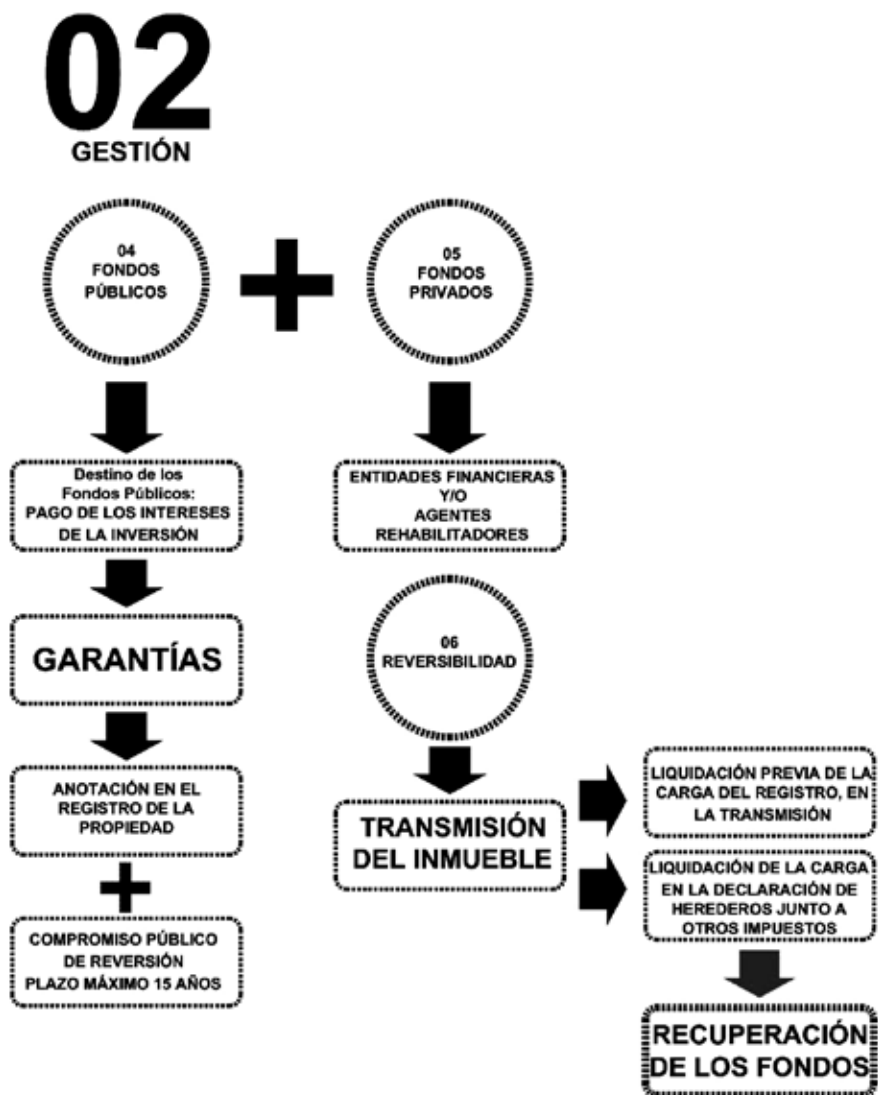 02
GESTIÓN
04
FONDOS
PÚBLICOS
05
FONDOS
PRIVADOS
Destino de los
Fondos Públicos:
PAGO DE LOS INTERESES
DE LA INVERSIÓN
ENTIDADES FINANCIERAS
Y/O
AGENTES
REHABILITADORES
GARANTÍAS
06
REVERSIBILIDAD
ANOTACIÓN EN EL
REGISTRO DE LA
PROPIEDAD
TRANSMISIÓN
DEL INMUEBLE
LIQUIDACIÓN PREVIA DE LA
CARGA DEL REGISTRO, EN
LA TRANSMISIÓN
LIQUIDACIÓN DE LA CARGA
EN LA DECLARACIÓN DE
HEREDEROS JUNTO A
OTROS IMPUESTOS
COMPROMISO PÚBLICO
DE REVERSIÓN
PLAZO MÁXIMO 15 AÑOS
RECUPERACIÓN
DE LOS FONDOS